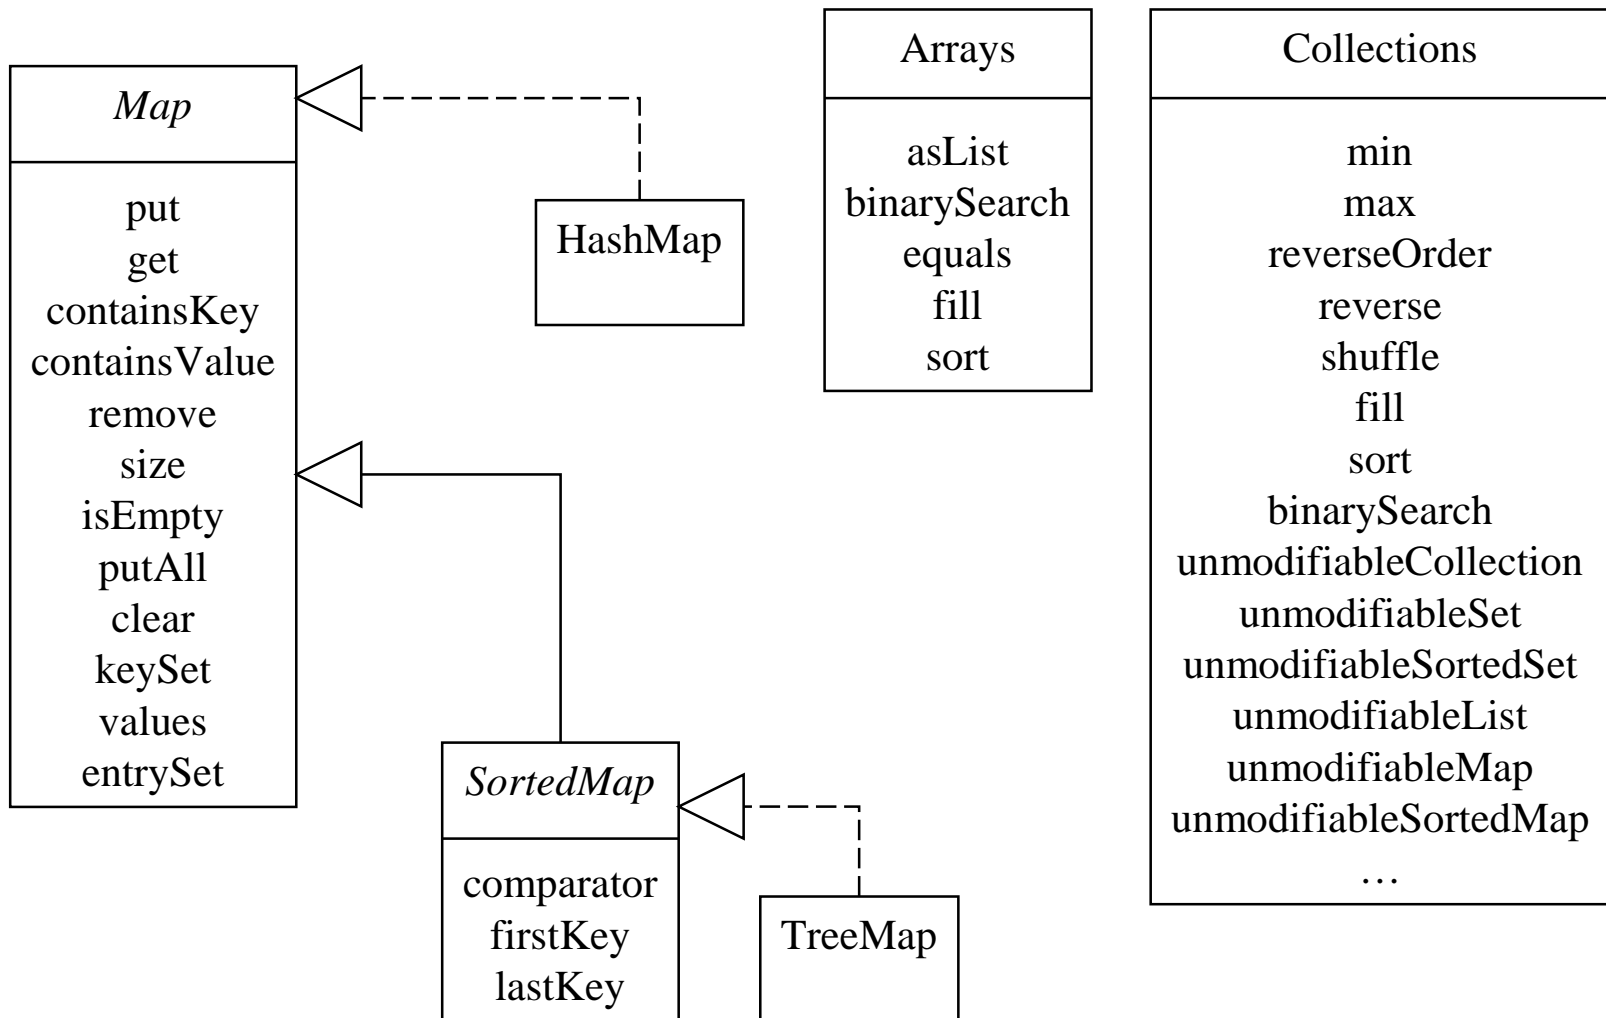 Map
put
get
containsKey
containsValue
remove
size
isEmpty
putAll
clear
keySet
values
entrySet
HashMap
SortedMap
comparator
firstKey
lastKey
TreeMap
Arrays
asList
binarySearch
equals
fill
sort
Collections
min
max
reverseOrder
reverse
shuffle
fill
sort
binarySearch
unmodifiableCollection
unmodifiableSet
unmodifiableSortedSet
unmodifiableList
unmodifiableMap
unmodifiableSortedMap
…